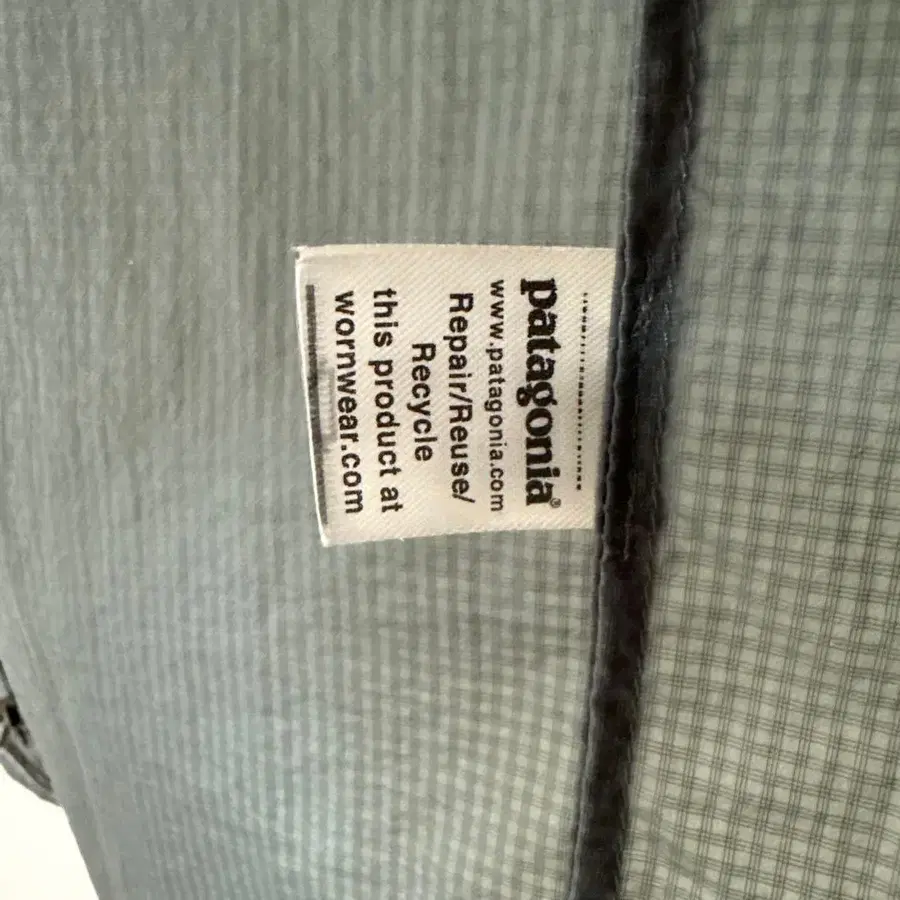 patagonia®
www.patagonia.com
Repair/Reuse/
Recycle
this product at
wornwear.com